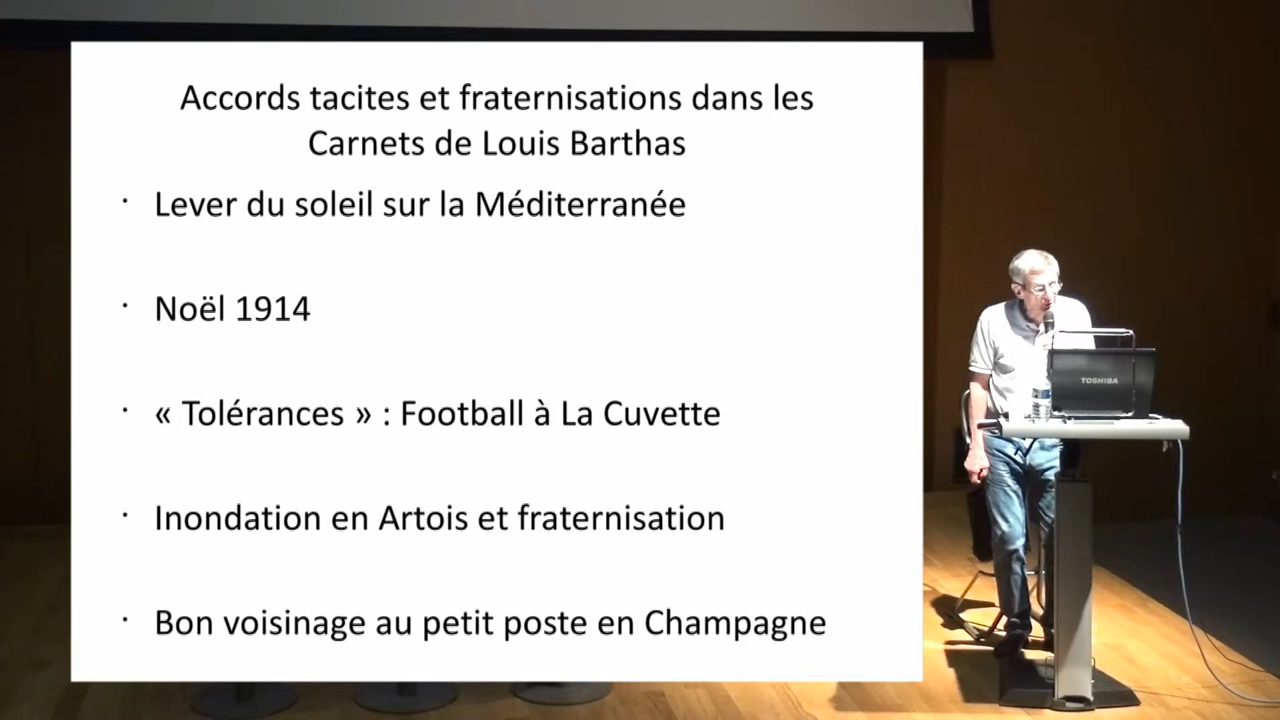 Accords tacites et fraternisations dans les
Carnets de Louis Barthas
• Lever du soleil sur la Méditerranée
• Noël 1914
• « Tolérances » : Football à La Cuvette
• Inondation en Artois et fraternisation
• Bon voisinage au petit poste en Champagne
TOSHIBA